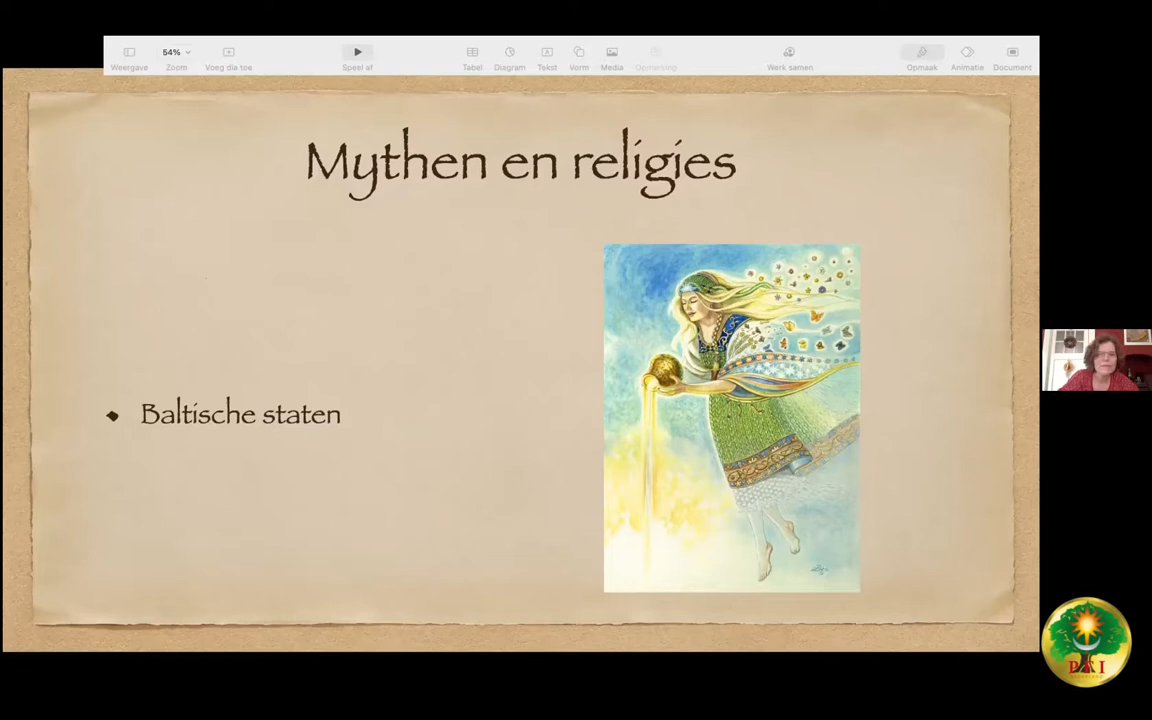 54%
Weergave
Zoom
Voeg dia toe
Speel af
Tabel
Diagram
Tekst
Vorm
Media
Opmerking
Werk samen
Opmaak
Animatie
Document
Mythen en religies
Baltische staten